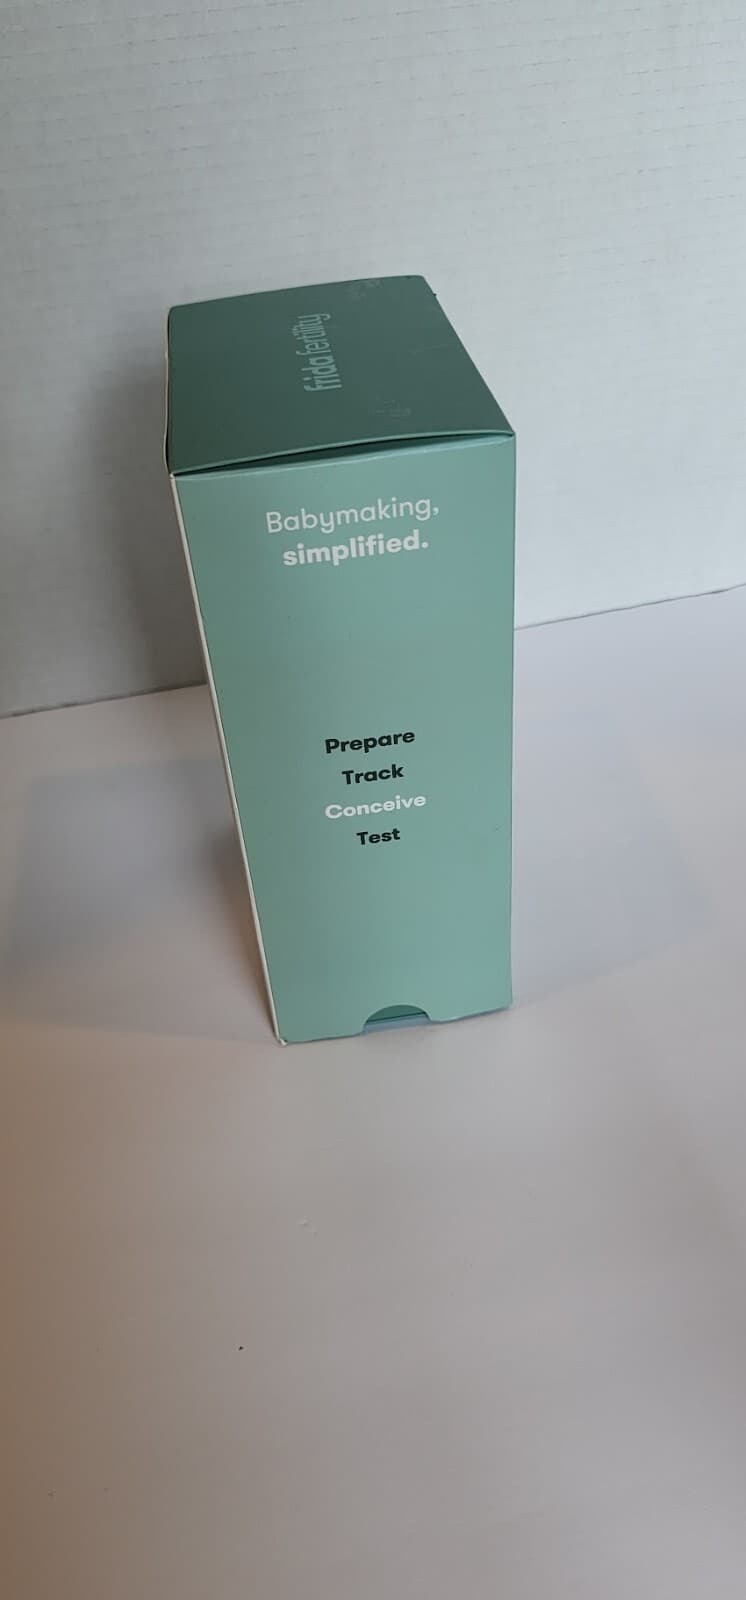 frida fertility
Babymaking,
simplified.
Prepare
Track
Conceive
Test